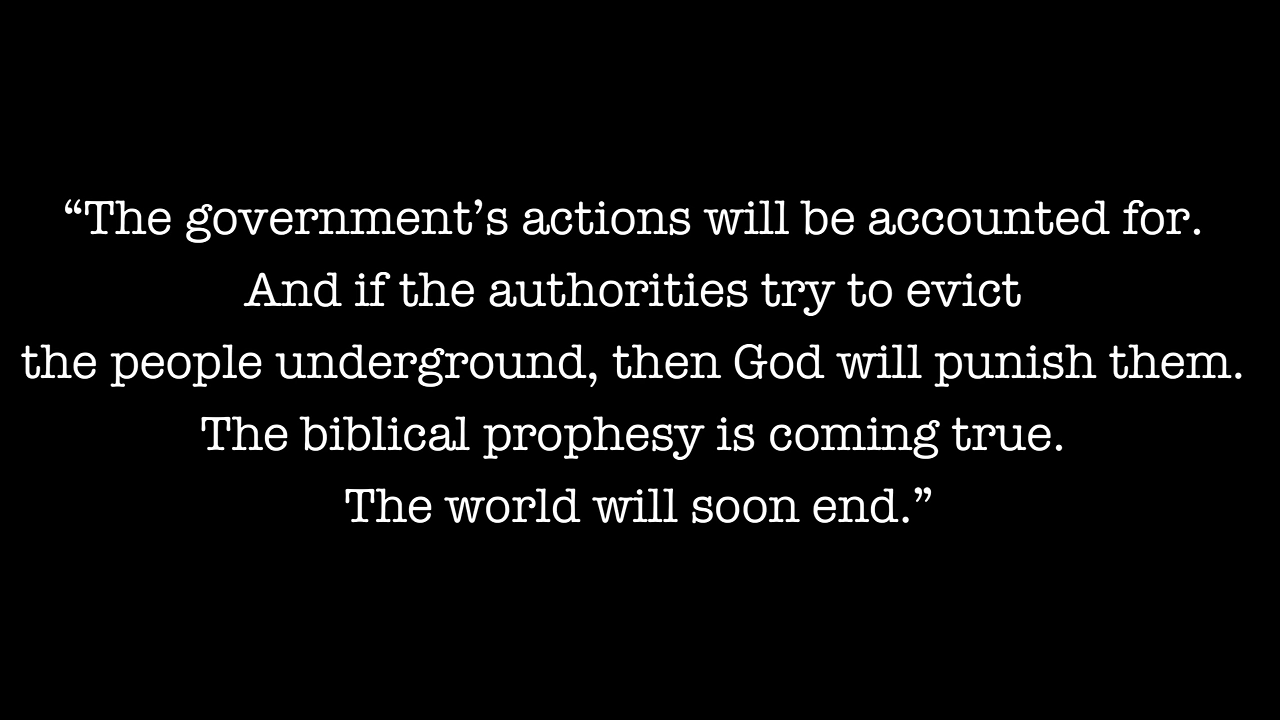 “The government’s actions will be accounted for.
And if the authorities try to evict
the people underground, then God will punish them.
The biblical prophesy is coming true.
The world will soon end.”